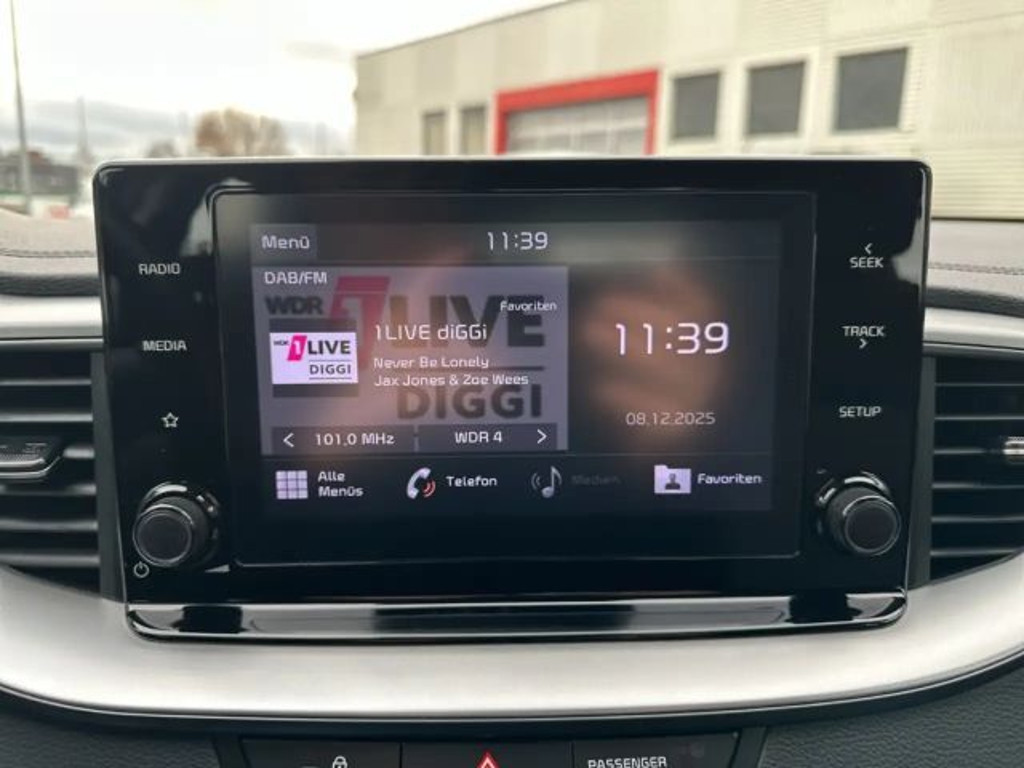 RADIO
MEDIA
Menü
11:39
DAB/FM
WDR 1LIVE
DIGGI
Favoriten
WDR 1LIVE
DIGGI
1LIVE diGGi
Never Be Lonely
Jax Jones & Zoe Wees
< 101.0 MHz
WDR 4 >
11:39
08.12.2025
Alle
Menüs
Telefon
Medien
Favoriten
<
SEEK
TRACK
>
SETUP
PASSENGER